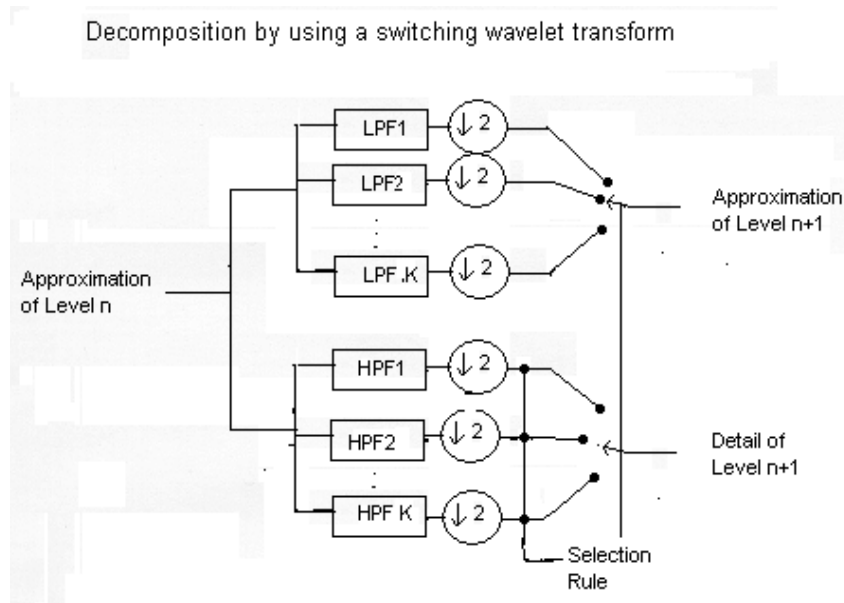 Decomposition by using a switching wavelet transform
LPF1
↓ 2
LPF2
↓ 2
LPF.K
↓ 2
Approximation
of Level n+1
Approximation
of Level n
HPF1
↓ 2
HPF2
↓ 2
HPF K
↓ 2
Detail of
Level n+1
Selection
Rule